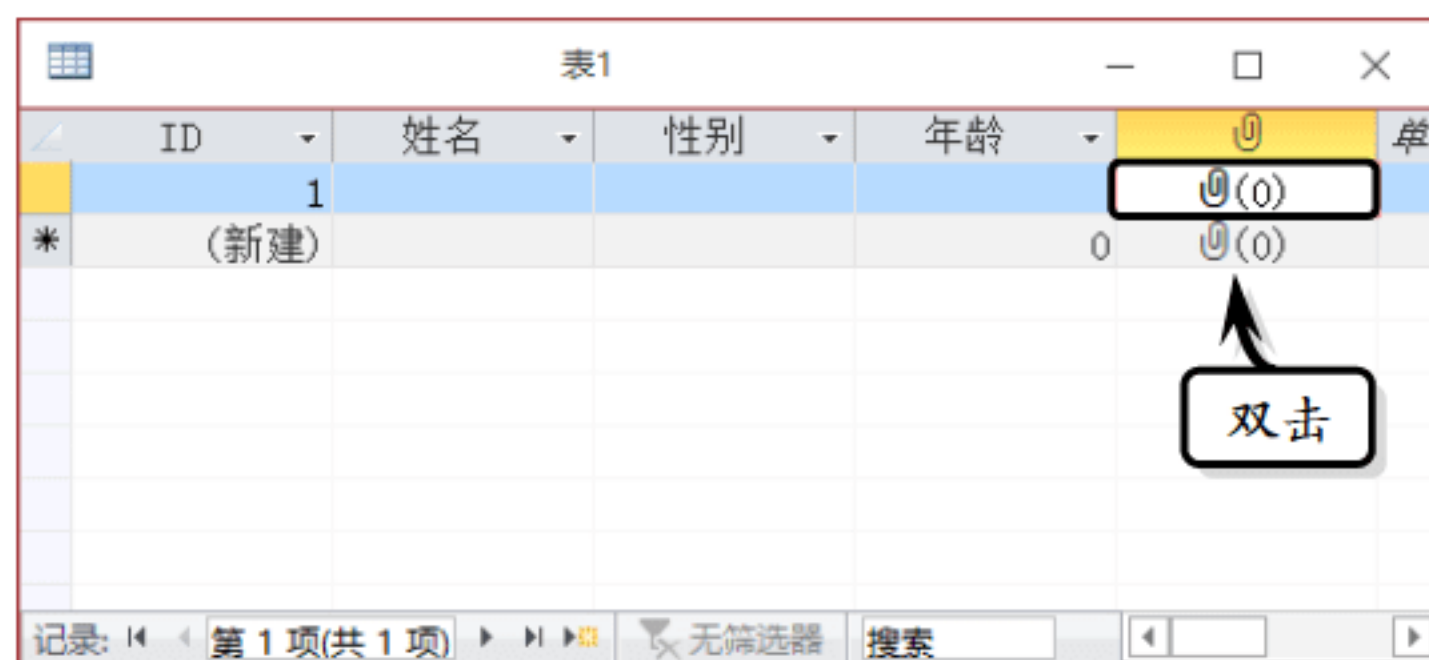 表1
ID 姓名 性别 年龄 单
1 (0)
(新建) 0 (0)
双击
记录: 第 1 项(共 1 项) 无筛选器 搜索